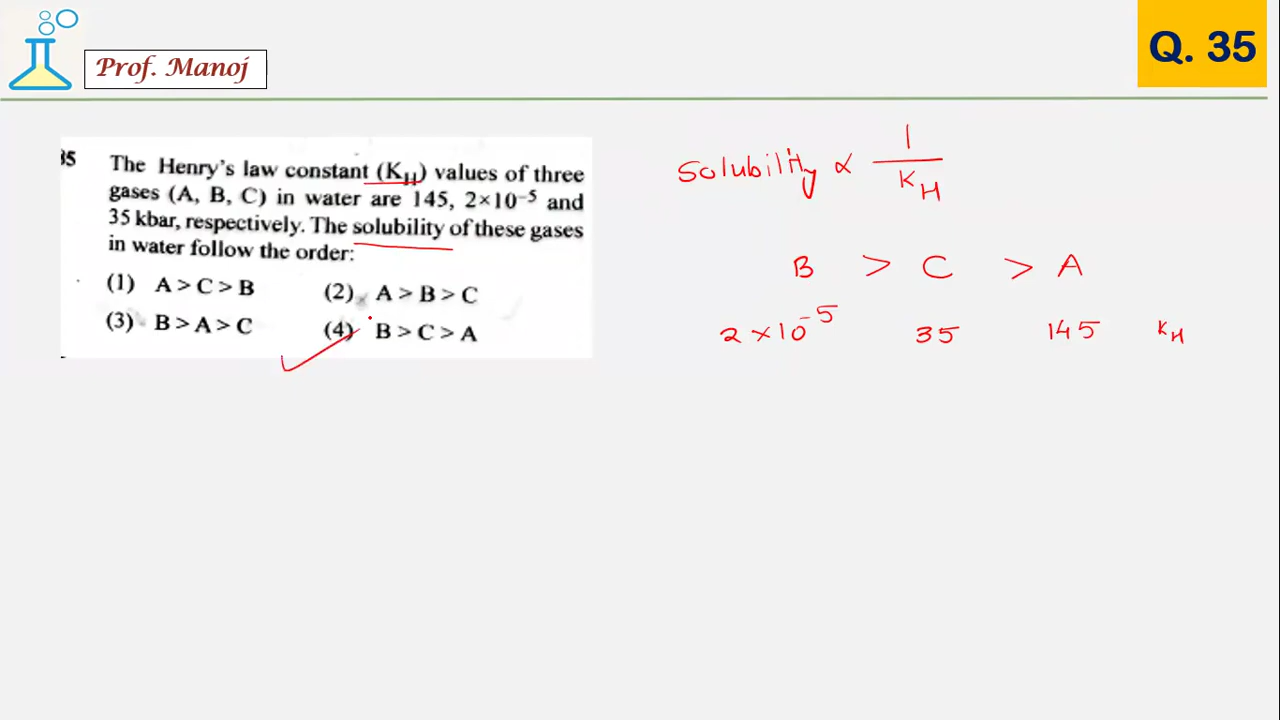 Prof. Manoj
Q. 35
35 The Henry's law constant (K_H) values of three
gases (A, B, C) in water are 145, 2×10⁻⁵ and
35 kbar, respectively. The solubility of these gases
in water follow the order:
(1) A > C > B (2) A > B > C
(3) B > A > C (4) B > C > A
Solubility ∝ 1/K_H
B > C > A
2 × 10⁻⁵ 35 145 K_H